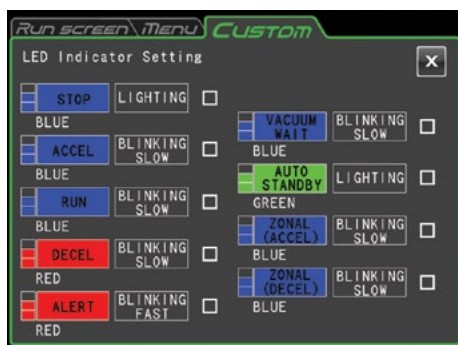 Run screen Menu Custom
LED Indicator Setting
X
STOP LIGHTING
BLUE
ACCEL BLINKING SLOW
BLUE
RUN BLINKING SLOW
BLUE
DECEL BLINKING SLOW
RED
ALERT BLINKING FAST
RED
VACUUM WAIT BLINKING SLOW
BLUE
AUTO STANDBY LIGHTING
GREEN
ZONAL (ACCEL) BLINKING SLOW
BLUE
ZONAL (DECEL) BLINKING SLOW
BLUE